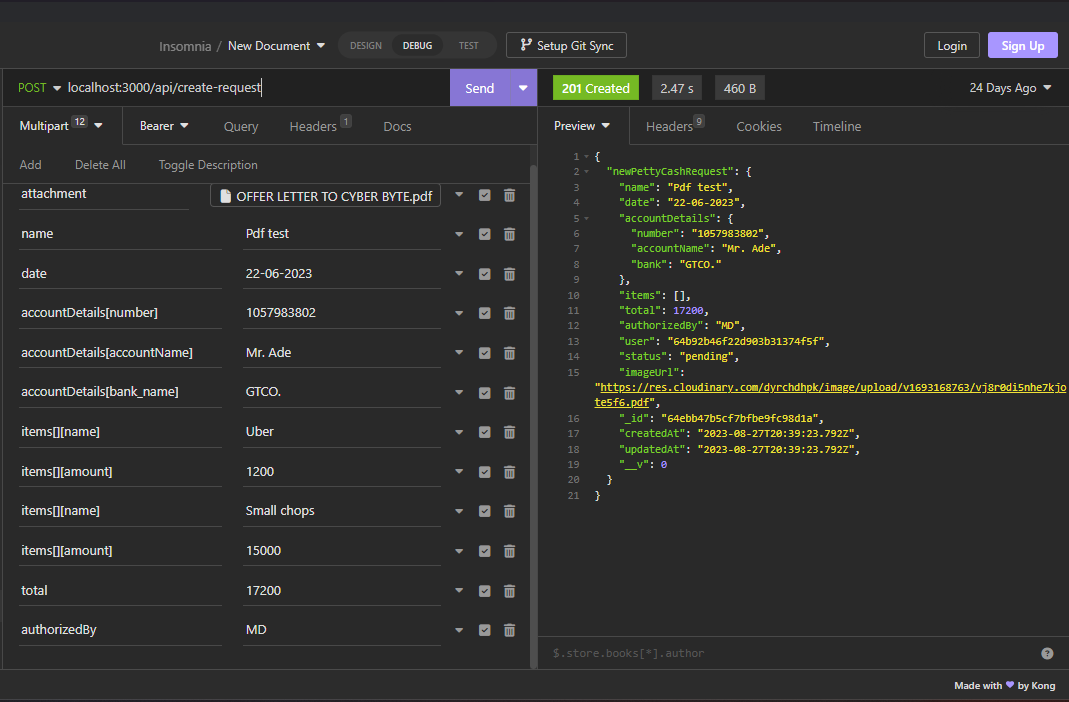 Insomnia / New Document
DESIGN DEBUG TEST
Setup Git Sync
Login
Sign Up
POST localhost:3000/api/create-request
Send
201 Created 2.47 s 460 B
24 Days Ago
Multipart 12
Bearer
Query
Headers 1
Docs
Add Delete All Toggle Description
attachment OFFER LETTER TO CYBER BYTE.pdf
name Pdf test
date 22-06-2023
accountDetails[number] 1057983802
accountDetails[accountName] Mr. Ade
accountDetails[bank_name] GTCO.
items[][name] Uber
items[][amount] 1200
items[][name] Small chops
items[][amount] 15000
total 17200
authorizedBy MD
Preview Headers 9 Cookies Timeline
1 {
2 "newPettyCashRequest": {
3 "name": "Pdf test",
4 "date": "22-06-2023",
5 "accountDetails": {
6 "number": "1057983802",
7 "accountName": "Mr. Ade",
8 "bank": "GTCO."
9 },
10 "items": [],
11 "total": 17200,
12 "authorizedBy": "MD",
13 "user": "64b92b46f22d903b31374f5f",
14 "status": "pending",
15 "imageUrl":
"https://res.cloudinary.com/dyrchdhpk/image/upload/v1693168763/vj8r0di5nhe7kjo
te5f6.pdf",
16 "_id": "64ebb47b5cf7bfbe9fc98d1a",
17 "createdAt": "2023-08-27T20:39:23.792Z",
18 "updatedAt": "2023-08-27T20:39:23.792Z",
19 "__v": 0
20 }
21 }
$.store.books[*].author
?
Made with ♥ by Kong